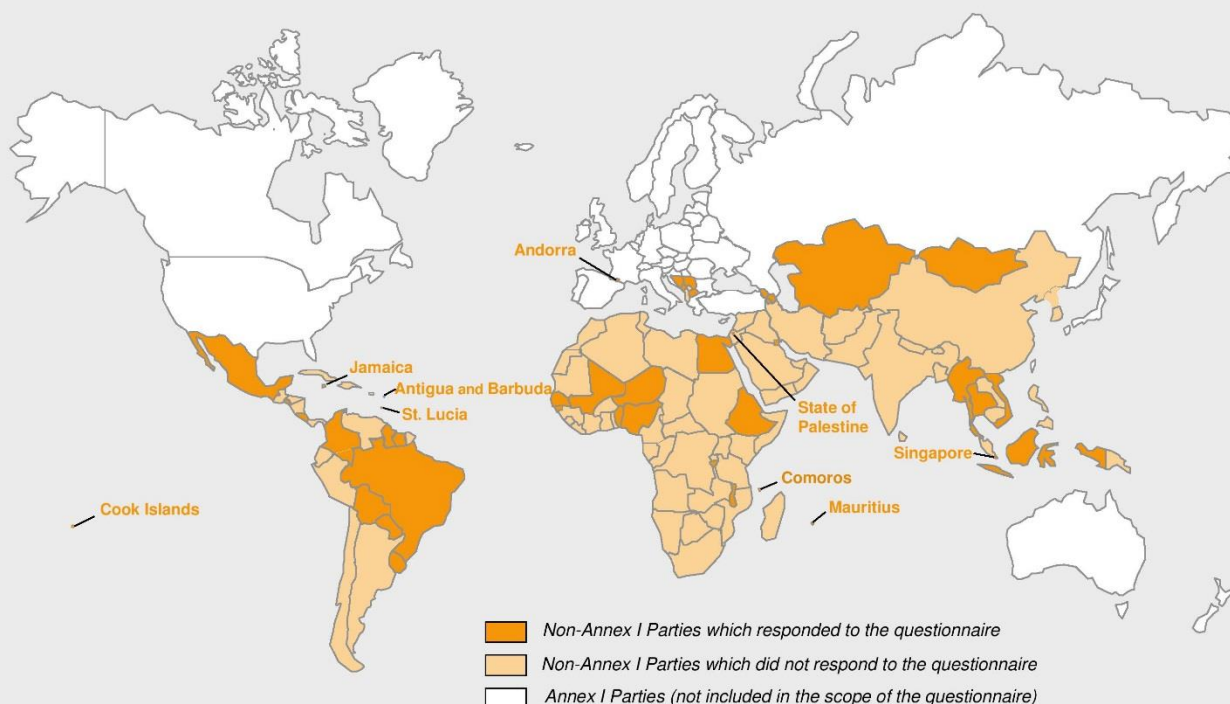 Andorra
Jamaica
Antigua and Barbuda
St. Lucia
State of
Palestine
Singapore
Comoros
Mauritius
Cook Islands
Non-Annex I Parties which responded to the questionnaire
Non-Annex I Parties which did not respond to the questionnaire
Annex I Parties (not included in the scope of the questionnaire)